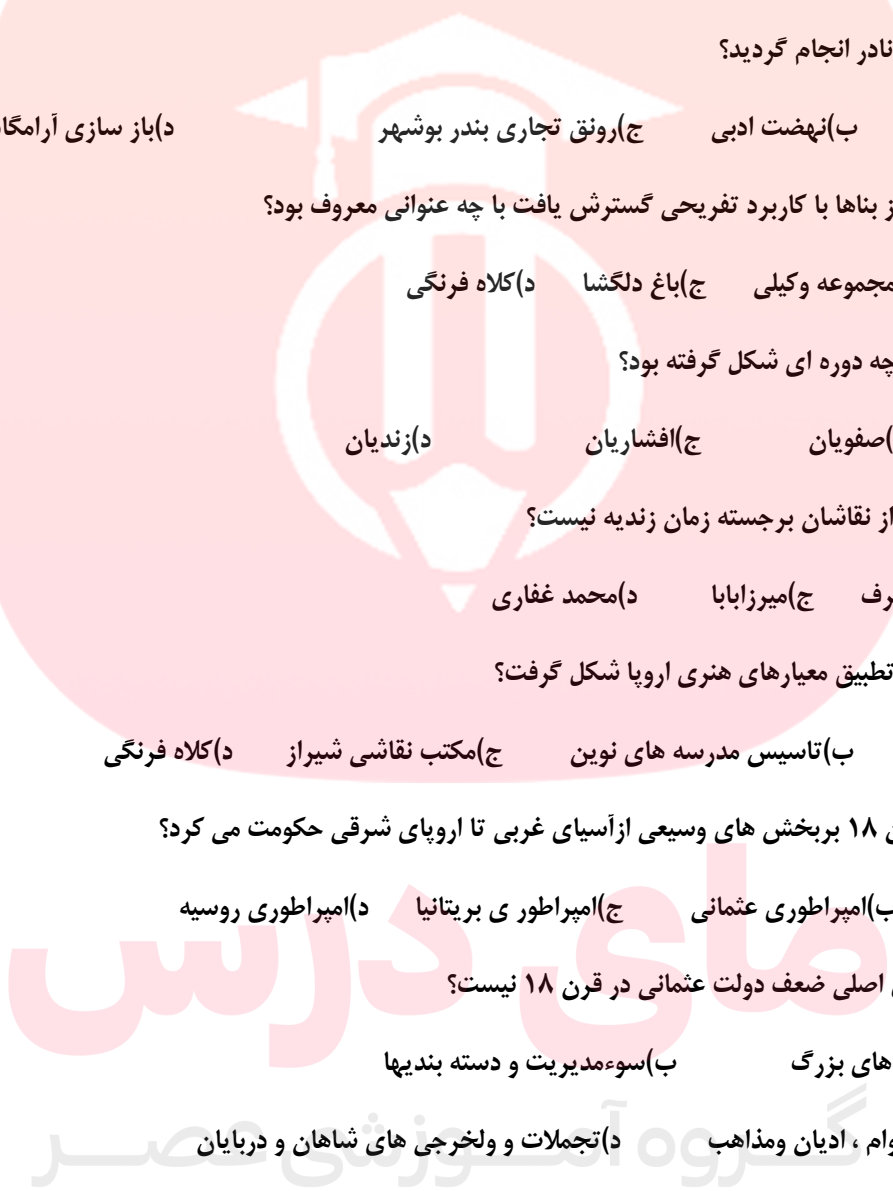 نادر انجام گردید؟
ب)نهضت ادبی ج)رونق تجاری بندر بوشهر د)باز سازی
بناها با کاربرد تفریحی گسترش یافت با چه عنوانی معروف بود؟
مجموعه وکیلی ج)باغ دلگشا د)کلاه فرنگی
چه دوره ای شکل گرفته بود؟
)صفویان ج)افشاریان د)زندیان
از نقاشان برجسته زمان زندیه نیست؟
ج)میرزابابا د)محمد غفاری
تطبیق معیارهای هنری اروپا شکل گرفت؟
ب)تاسیس مدرسه های نوین ج)مکتب نقاشی شیراز د)کلاه فرنگی
۱۸ بربخش های وسیعی ازآسیای غربی تا اروپای شرقی حکومت می کرد؟
ب)امپراطوری عثمانی ج)امپراطور ی بریتانیا د)امپراطوری روسیه
اصلی ضعف دولت عثمانی در قرن ۱۸ نیست؟
های بزرگ ب)سوءمدیریت و دسته بندیها
، ادیان ومذاهب د)تجملات و ولخرجی های شاهان و دربایان
مای درس
گروه آموزشی عصر